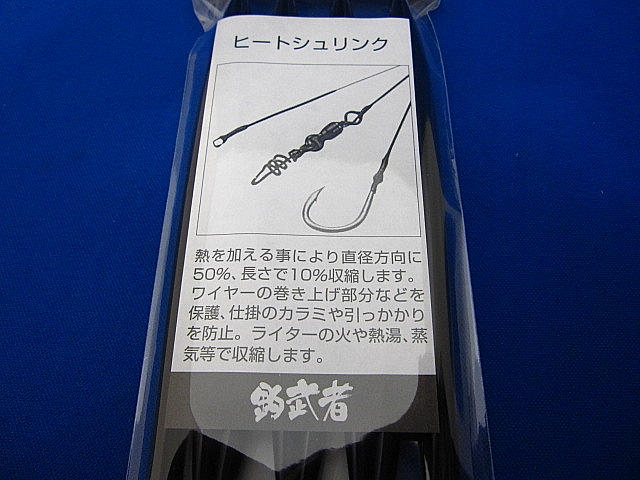 ヒートシュリンク
熱を加える事により直径方向に
50%、長さで10%収縮します。
ワイヤーの巻き上げ部分などを
保護、仕掛のカラミや引っかかり
を防止。ライターの火や熱湯、蒸
気等で収縮します。
釣武者